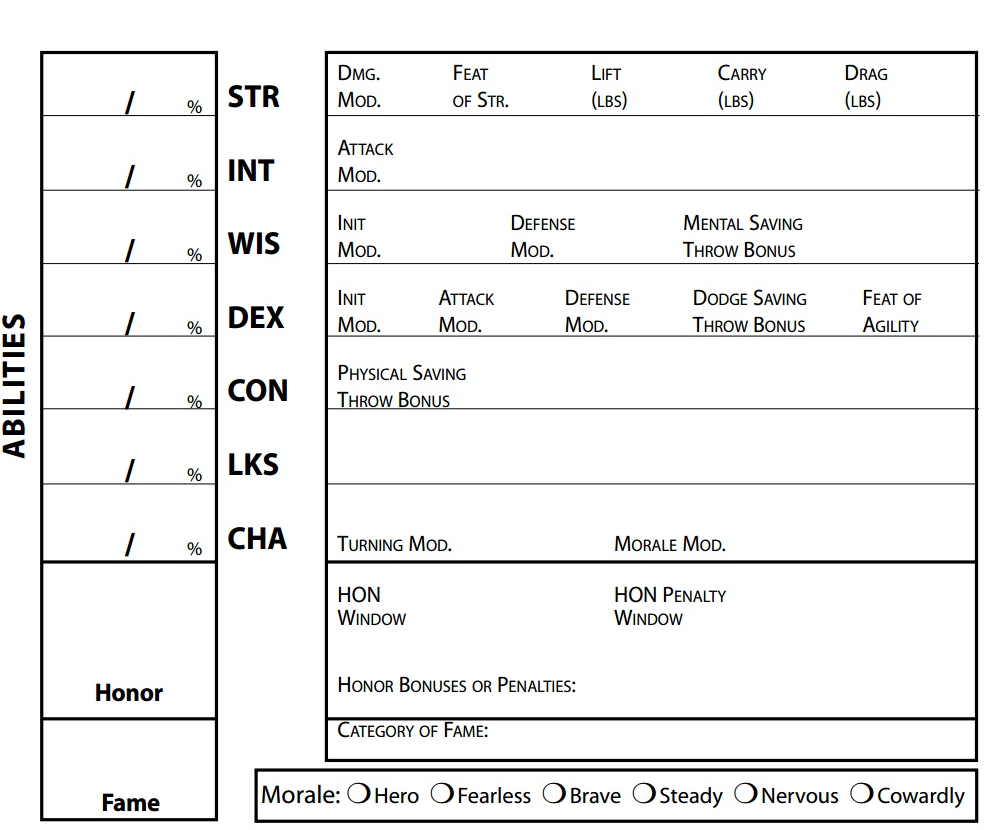 ABILITIES
/ % STR DMG. FEAT LIFT CARRY DRAG
MOD. OF STR. (LBS) (LBS) (LBS)
/ % INT ATTACK
MOD.
/ % WIS INIT DEFENSE MENTAL SAVING
MOD. MOD. THROW BONUS
/ % DEX INIT ATTACK DEFENSE DODGE SAVING FEAT OF
MOD. MOD. MOD. THROW BONUS AGILITY
/ % CON PHYSICAL SAVING
THROW BONUS
/ % LKS
/ % CHA TURNING MOD. MORALE MOD.
HON HON PENALTY
WINDOW WINDOW
Honor HONOR BONUSES OR PENALTIES:
CATEGORY OF FAME:
Fame
Morale: ❍ Hero ❍ Fearless ❍ Brave ❍ Steady ❍ Nervous ❍ Cowardly